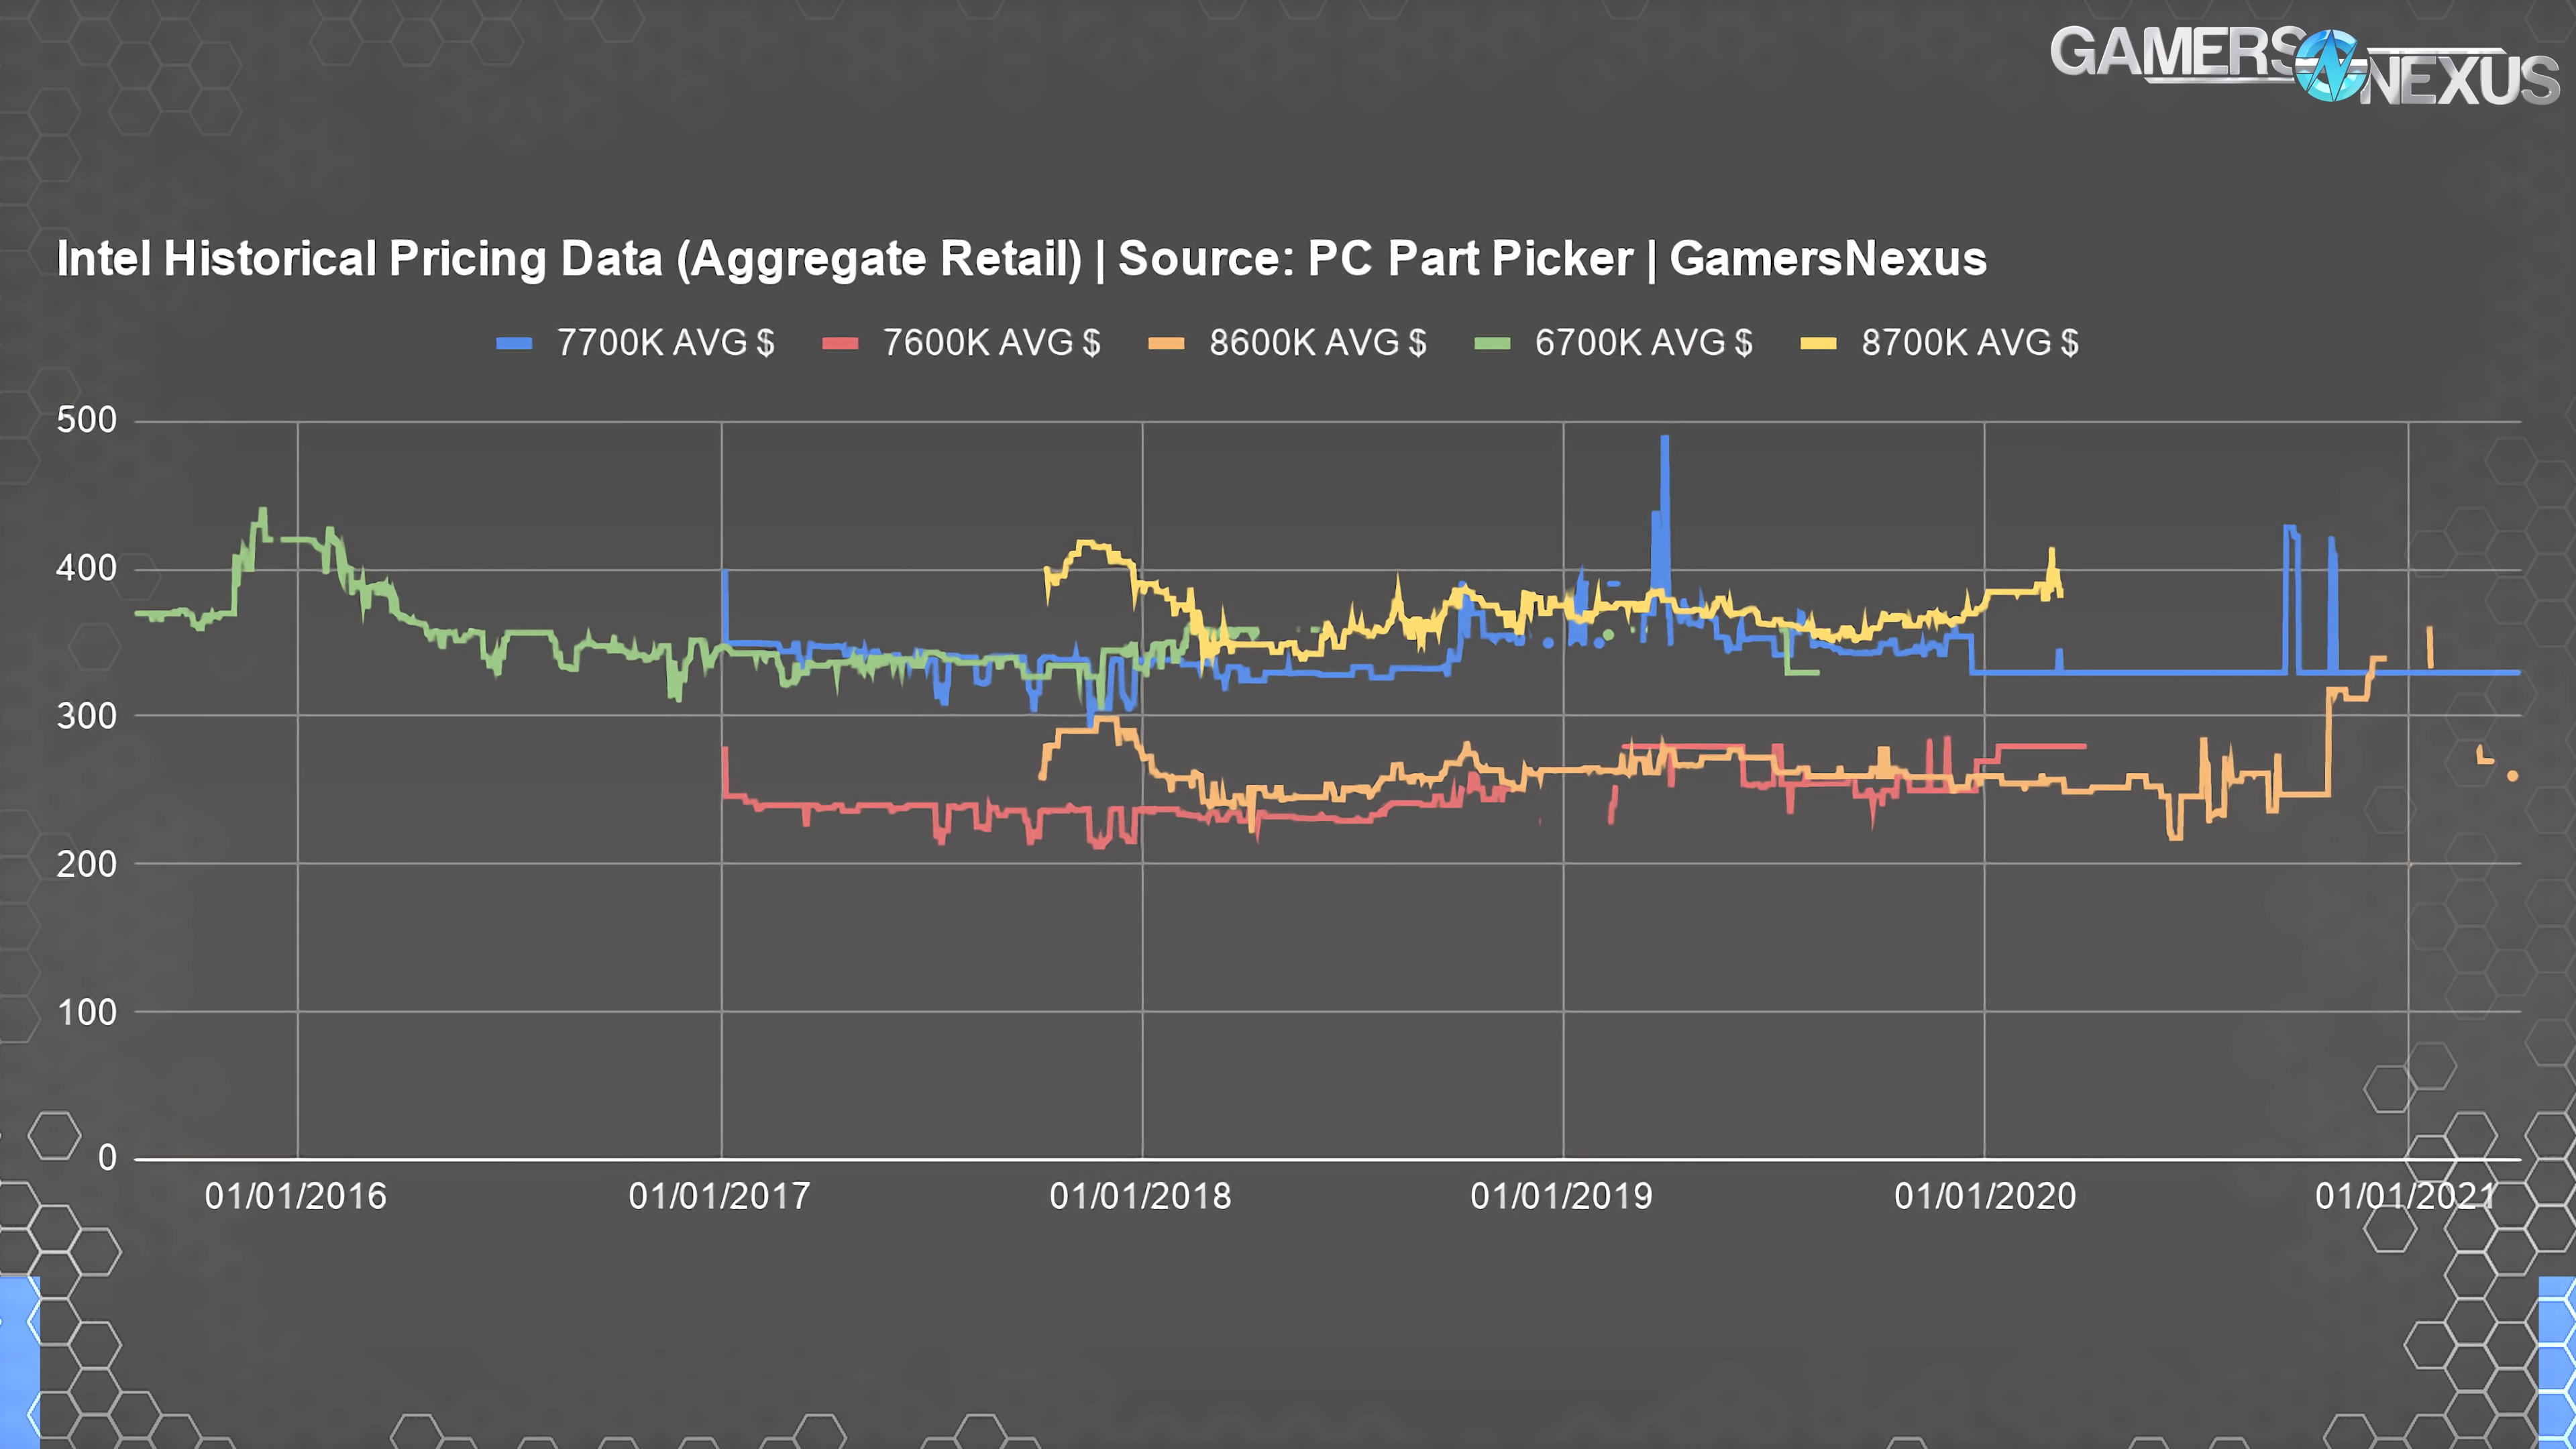 GAMERS NEXUS
Intel Historical Pricing Data (Aggregate Retail) | Source: PC Part Picker | GamersNexus
7700K AVG $ 7600K AVG $ 8600K AVG $ 6700K AVG $ 8700K AVG $
500
400
300
200
100
0
01/01/2016 01/01/2017 01/01/2018 01/01/2019 01/01/2020 01/01/2021